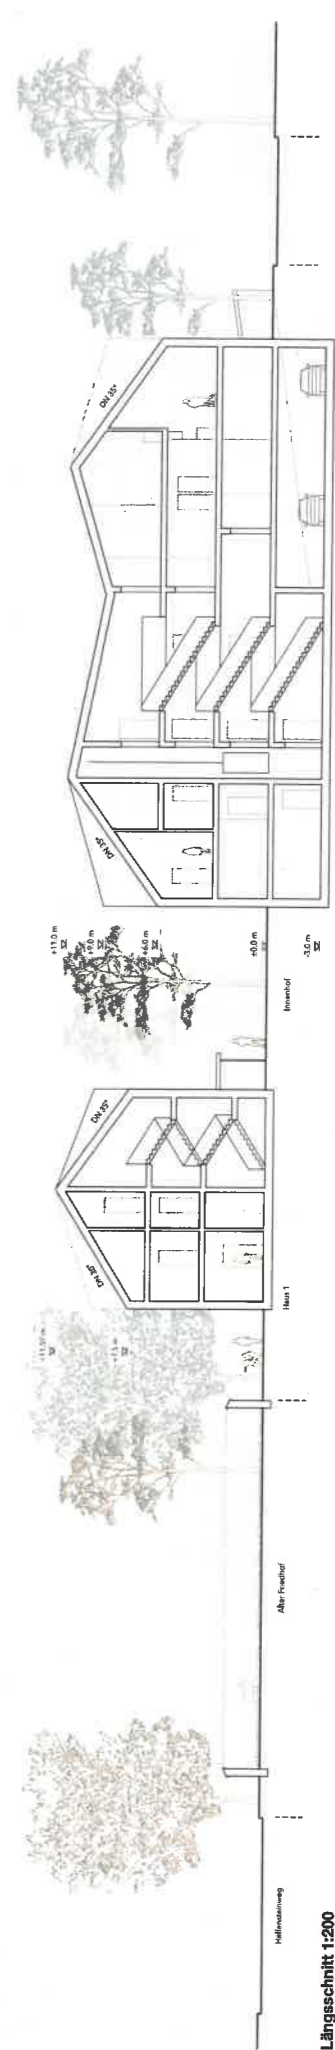 Helfensteinweg
Alter Friedhof
Haus 1
Innenhof
DN 30°
DN 35°
+11.0 m
+9.0 m
+6.0 m
±0.0 m
-3.0 m
DN 35°
DN 35°
Längsschnitt 1:200